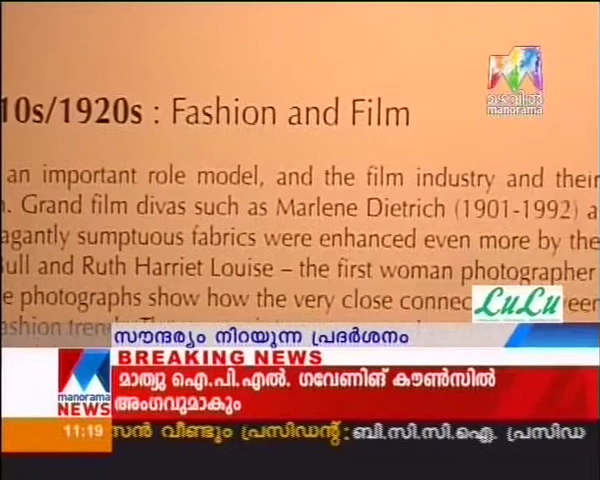 മഴവിൽ
manorama
10s/1920s : Fashion and Film
an important role model, and the film industry and their
n. Grand film divas such as Marlene Dietrich (1901-1992) a
agantly sumptuous fabrics were enhanced even more by the
Bull and Ruth Harriet Louise – the first woman photographer
e photographs show how the very close connec
LuLu
een
ashion
സൗന്ദര്യം നിറയുന്ന പ്രദർശനം
BREAKING NEWS
മാത്യു ഐ.പി.എൽ. ഗവേണിങ് കൗൺസിൽ
അംഗവുമാകും
manorama
NEWS
11:19
സൻ വീണ്ടും പ്രസിഡന്റ് :ബി.സി.സി.ഐ. പ്രസിഡ